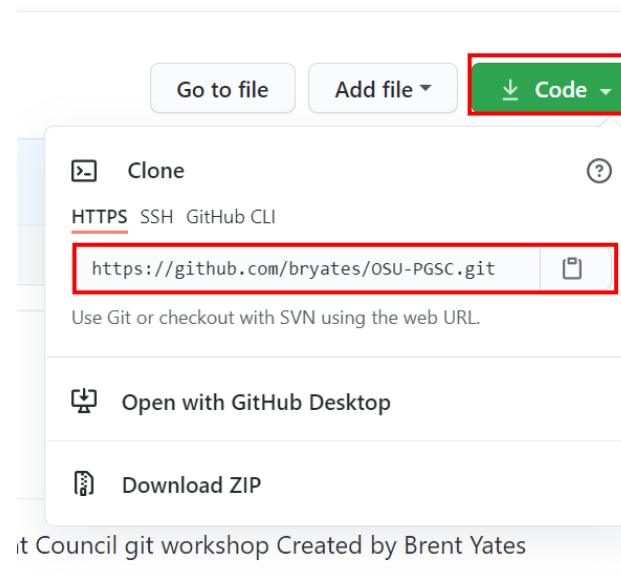 Go to file Add file Code
Clone
HTTPS SSH GitHub CLI
https://github.com/bryates/OSU-PGSC.git
Use Git or checkout with SVN using the web URL.
Open with GitHub Desktop
Download ZIP
t Council git workshop Created by Brent Yates